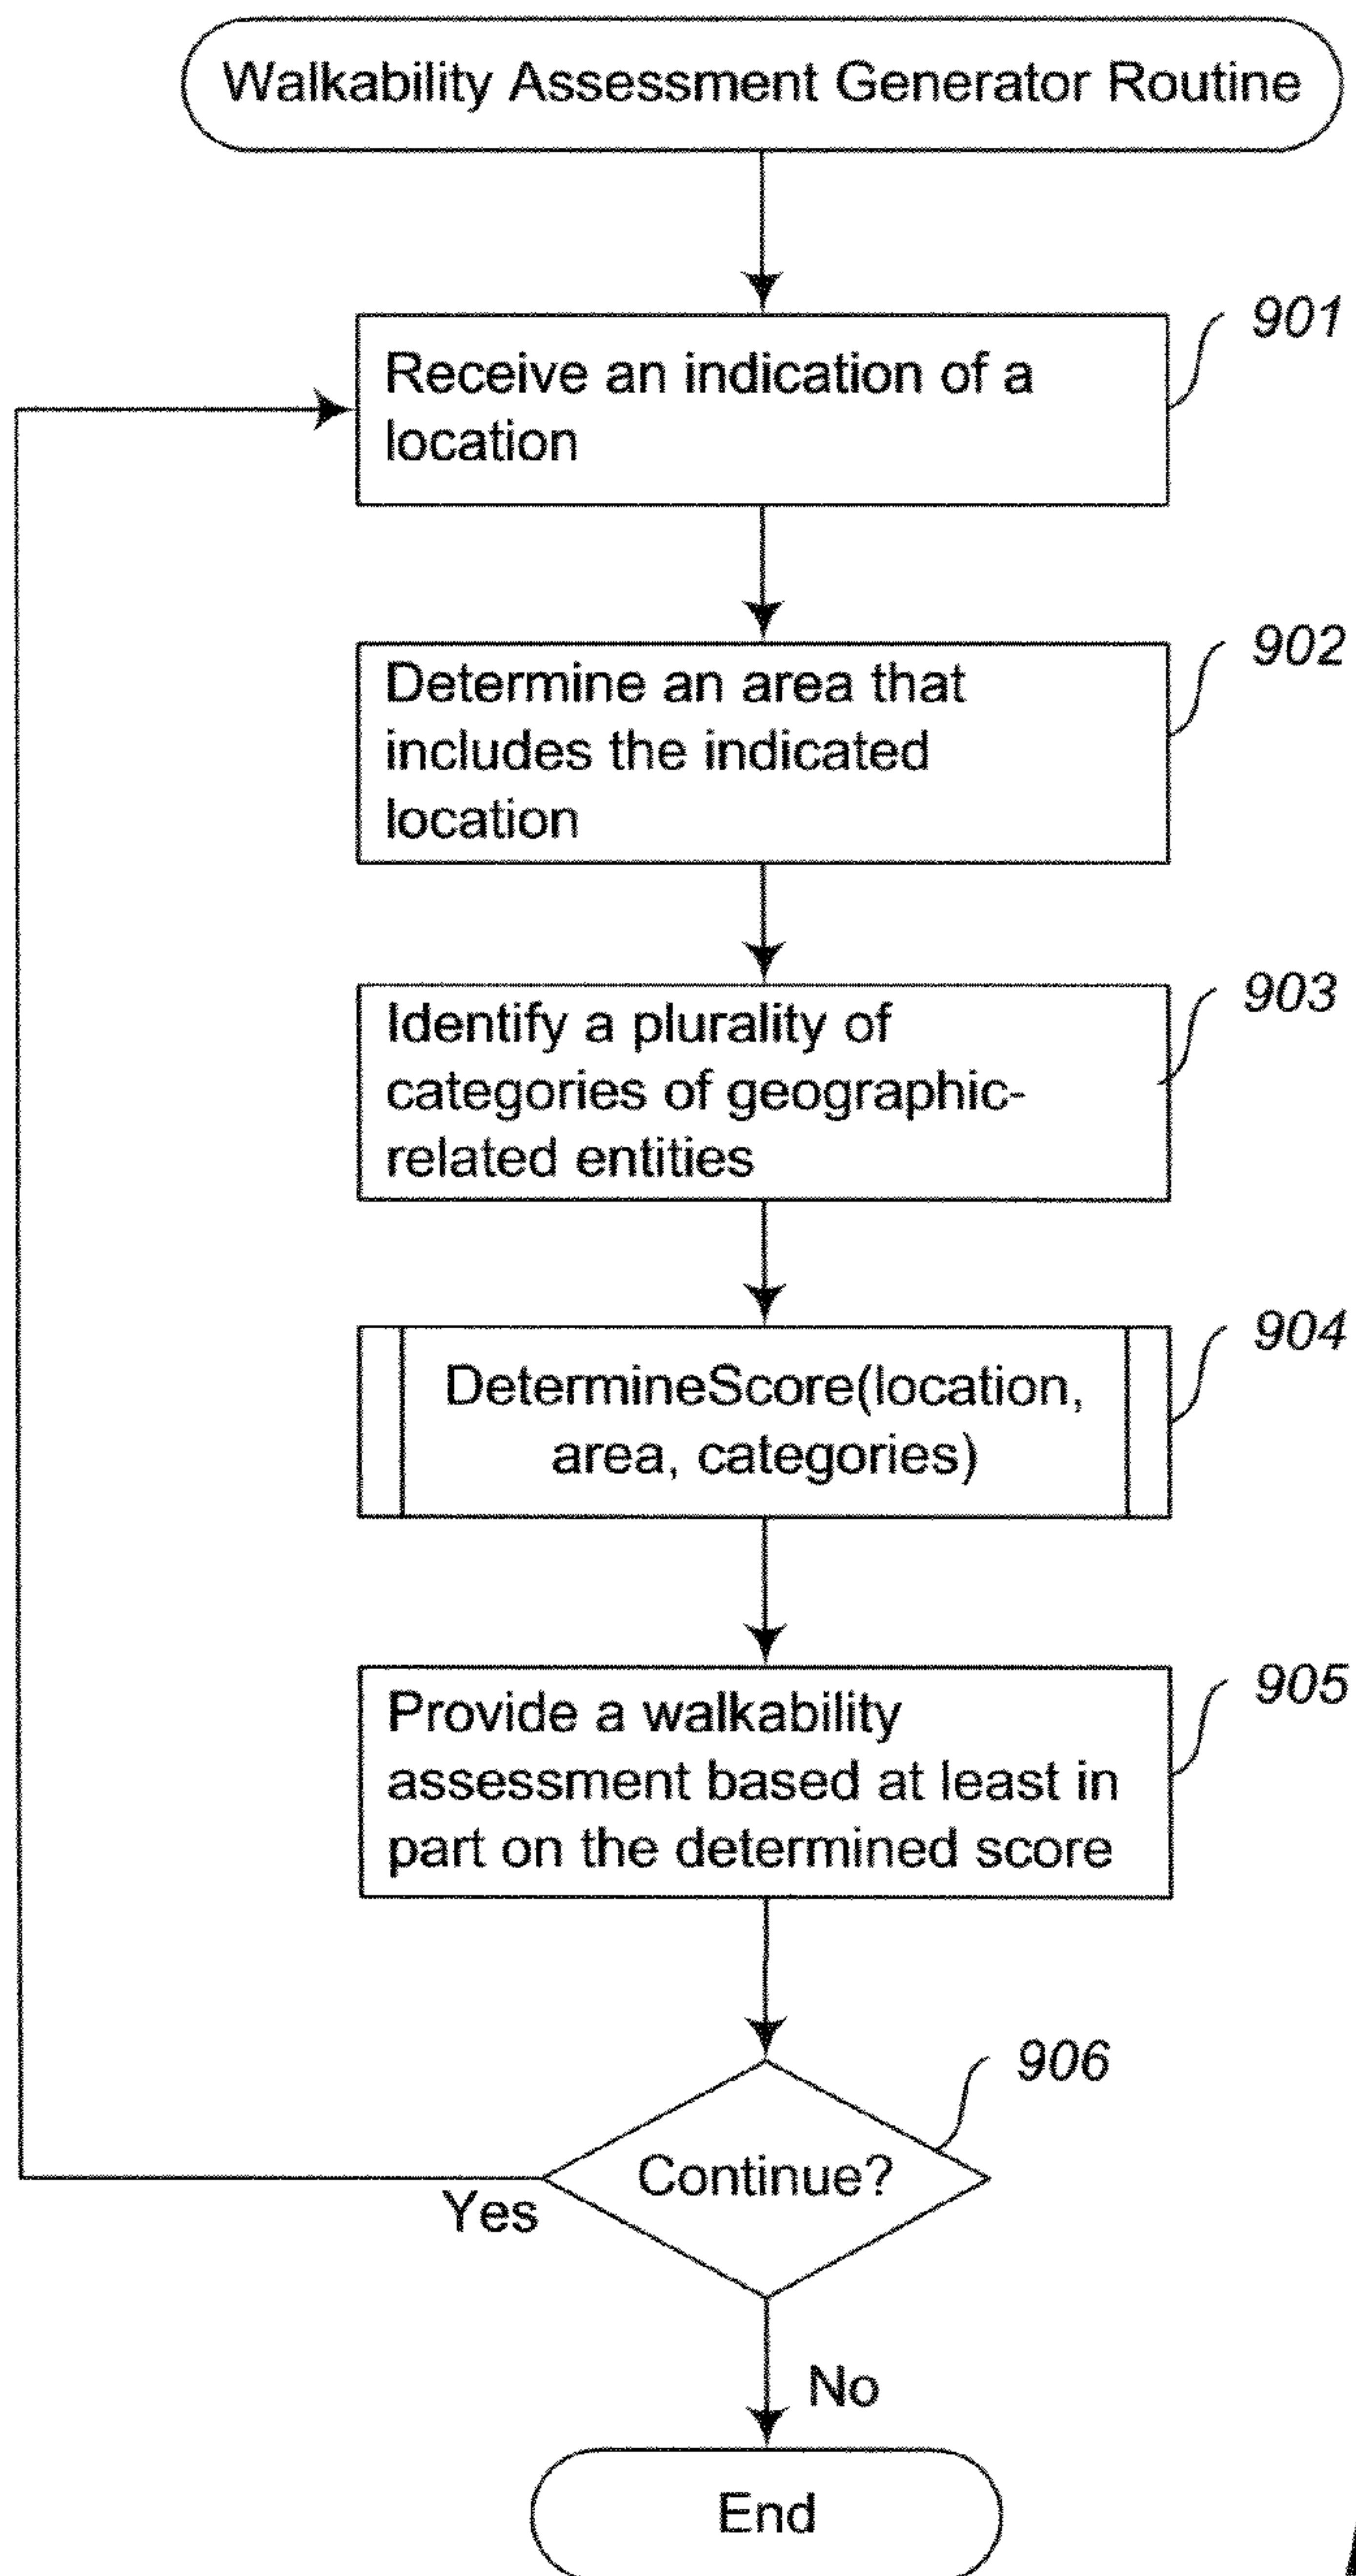 Walkability Assessment Generator Routine
901
Receive an indication of a
location
902
Determine an area that
includes the indicated
location
903
Identify a plurality of
categories of geographic-
related entities
904
DetermineScore(location,
area, categories)
905
Provide a walkability
assessment based at least in
part on the determined score
906
Continue?
Yes
No
End